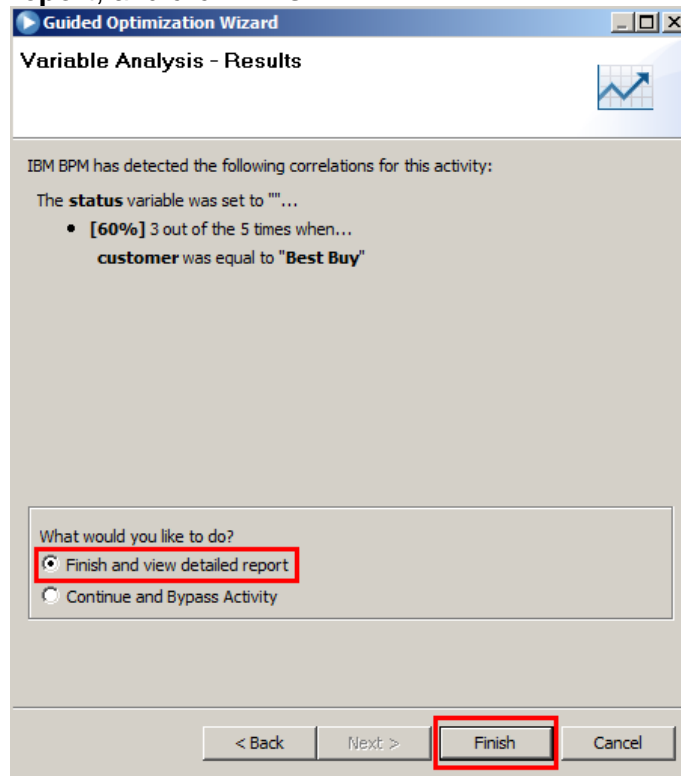 Guided Optimization Wizard
Variable Analysis - Results
IBM BPM has detected the following correlations for this activity:
The status variable was set to ""...
• [60%] 3 out of the 5 times when...
customer was equal to "Best Buy"
What would you like to do?
Finish and view detailed report
Continue and Bypass Activity
< Back Next > Finish Cancel